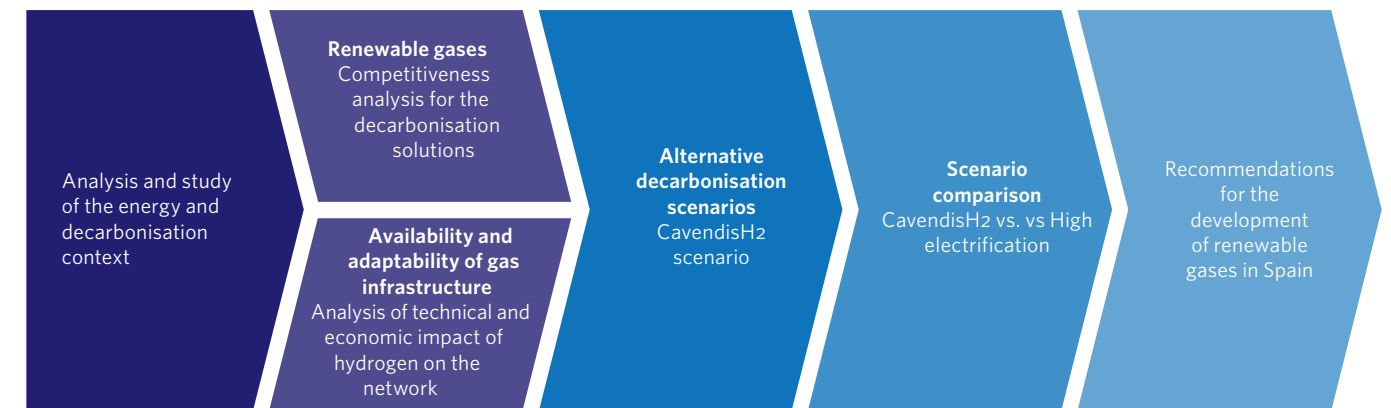 Analysis and study
of the energy and
decarbonisation
context
Renewable gases
Competitiveness
analysis for the
decarbonisation
solutions
Availability and
adaptability of gas
infrastructure
Analysis of technical and
economic impact of
hydrogen on the
network
Alternative
decarbonisation
scenarios
CavendisH2
scenario
Scenario
comparison
CavendisH2 vs. vs High
electrification
Recommendations
for the
development
of renewable
gases in Spain